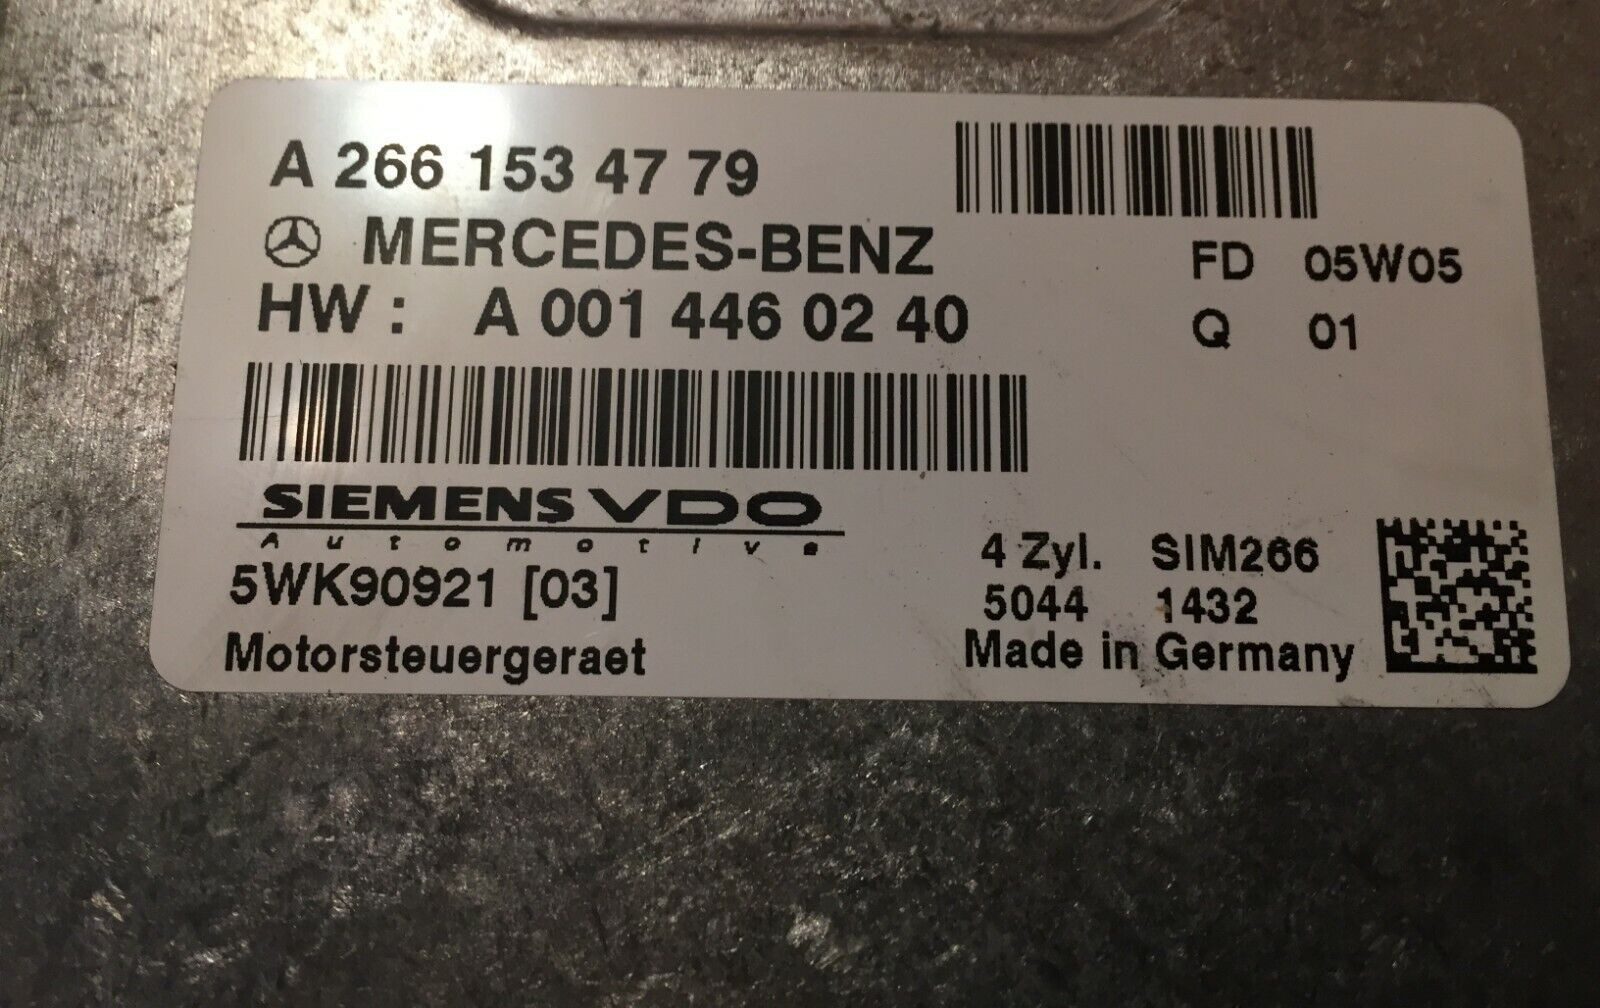 A 266 153 47 79
MERCEDES-BENZ
FD 05W05
HW : A 001 446 02 40
Q 01
SIEMENS VDO
Automotive
5WK90921 [03]
4 Zyl. SIM266
5044 1432
Motorsteuergeraet
Made in Germany